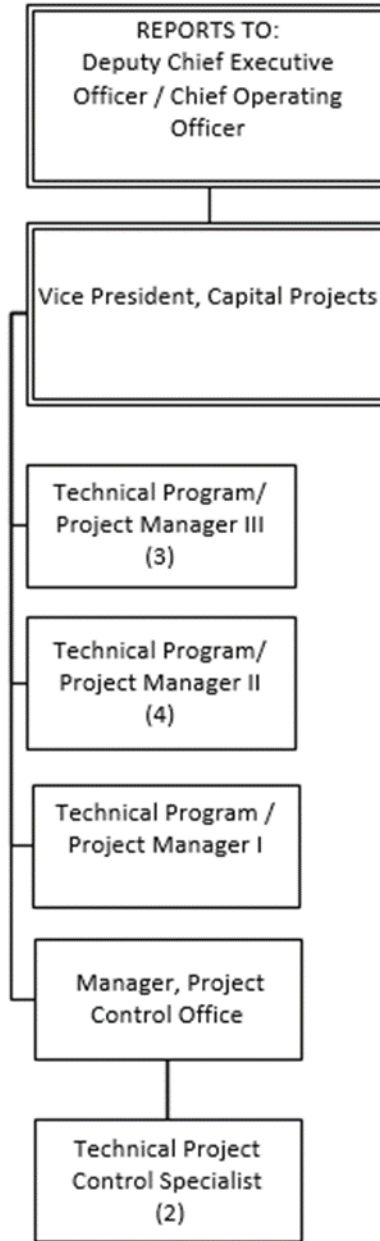 REPORTS TO:
Deputy Chief Executive
Officer / Chief Operating
Officer
Vice President, Capital Projects
Technical Program/
Project Manager III
(3)
Technical Program/
Project Manager II
(4)
Technical Program /
Project Manager I
Manager, Project
Control Office
Technical Project
Control Specialist
(2)